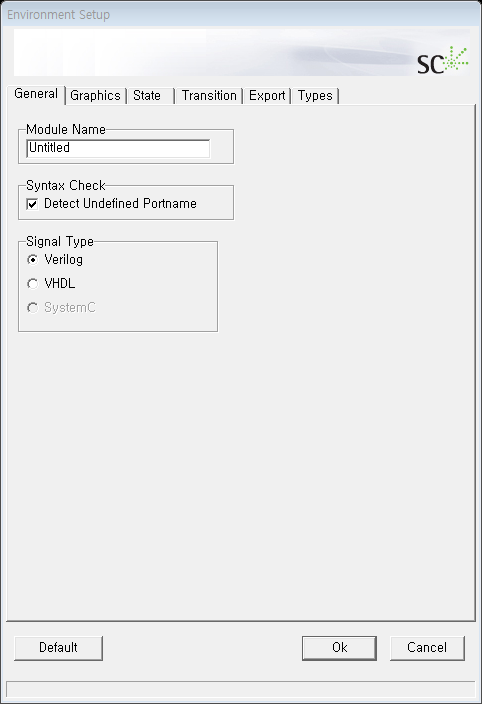 Environment Setup
SC
General Graphics State Transition Export Types
Module Name
Untitled
Syntax Check
Detect Undefined Portname
Signal Type
Verilog
VHDL
SystemC
Default Ok Cancel